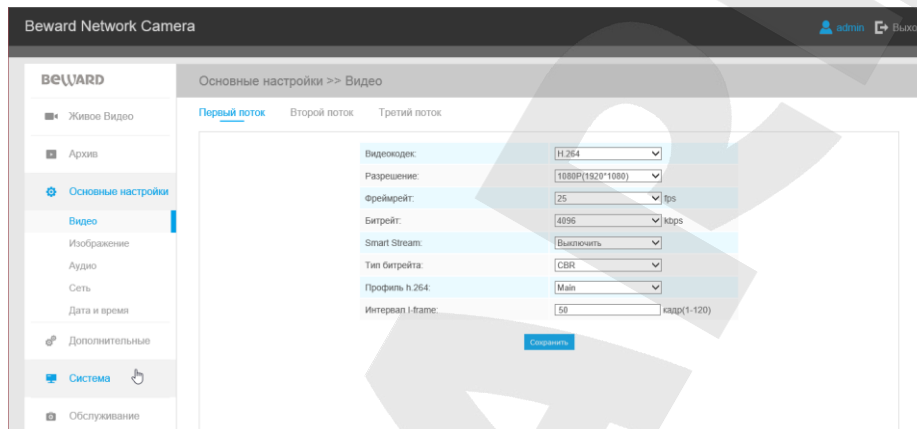 Beward Network Camera
admin Выхо
BEWARD
Основные настройки >> Видео
Живое Видео
Архив
Основные настройки
Видео
Изображение
Аудио
Сеть
Дата и время
Дополнительные
Система
Обслуживание
Первый поток Второй поток Третий поток
Видеокодек: H.264
Разрешение: 1080P(1920*1080)
Фреймрейт: 25 fps
Битрейт: 4096 kbps
Smart Stream: Выключить
Тип битрейта: CBR
Профиль h.264: Main
Интервал I-frame: 50 кадр(1-120)
Сохранить